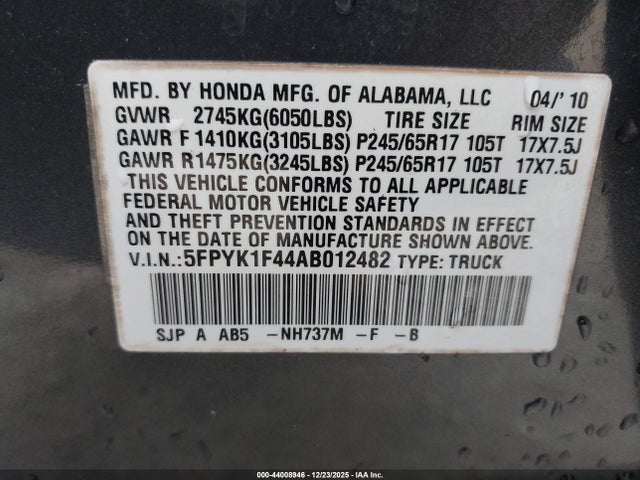 MFD. BY HONDA MFG. OF ALABAMA, LLC 04/'10
GVWR 2745KG(6050LBS) TIRE SIZE RIM SIZE
GAWR F 1410KG(3105LBS) P245/65R17 105T 17X7.5J
GAWR R1475KG(3245LBS) P245/65R17 105T 17X7.5J
THIS VEHICLE CONFORMS TO ALL APPLICABLE
FEDERAL MOTOR VEHICLE SAFETY
AND THEFT PREVENTION STANDARDS IN EFFECT
ON THE DATE OF MANUFACTURE SHOWN ABOVE.
V.I.N.: 5FPYK1F44AB012482 TYPE: TRUCK
SJP A AB5 -NH737M -F -B
000-44008946 - 12/23/2025 - IAA Inc.